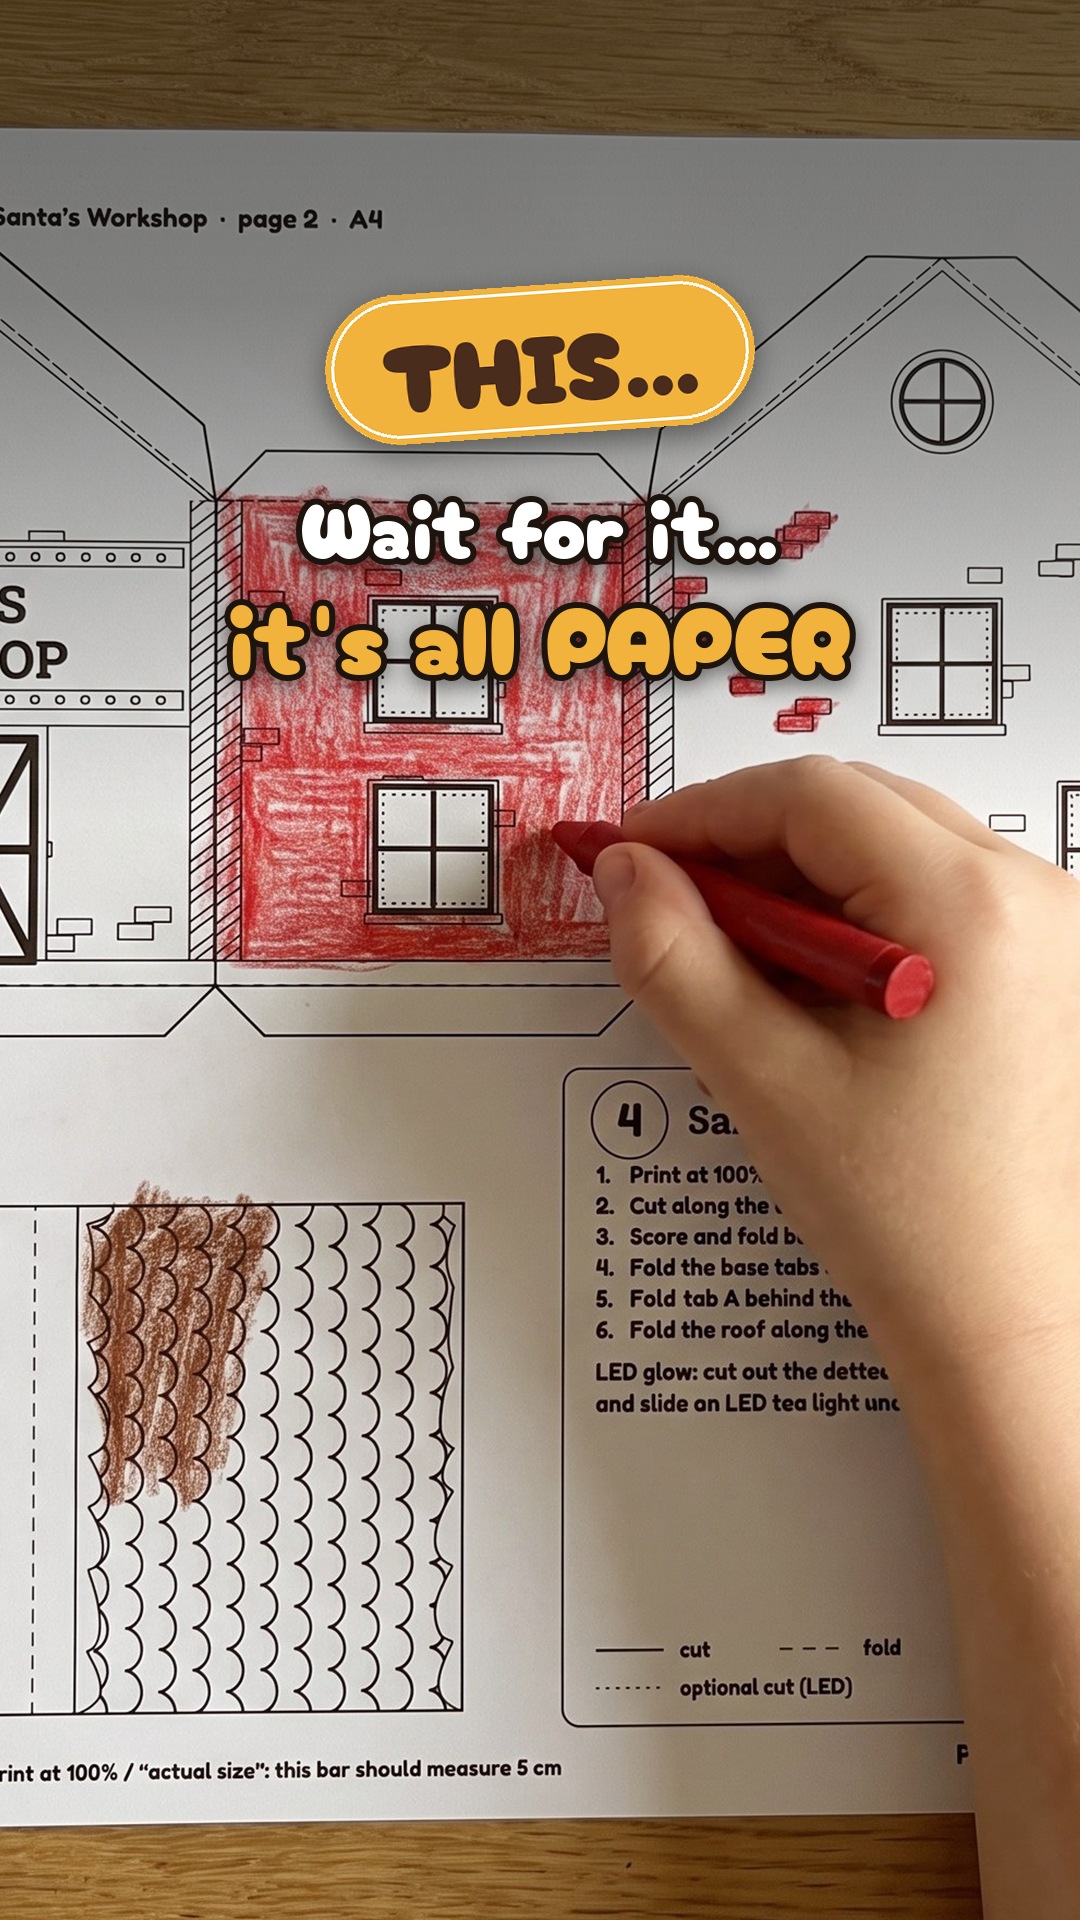 Santa's Workshop · page 2 · A4
THIS...
Wait for it...
it's all PAPER
S
OP
4
1. Print at 100%
2. Cut along the
3. Score and fold
4. Fold the base tabs
5. Fold tab A behind the
6. Fold the roof along the
LED glow: cut out the dettec
and slide an LED tea light
cut
fold
optional cut (LED)
rint at 100% / “actual size": this bar should measure 5 cm
P